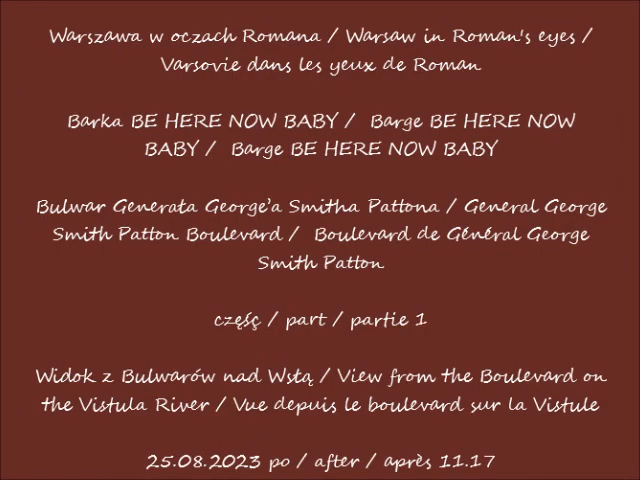 Warszawa w oczach Romana / Warsaw in Roman's eyes /
Varsovie dans les yeux de Roman
Barka BE HERE NOW BABY / Barge BE HERE NOW
BABY / Barge BE HERE NOW BABY
Bulwar Generała George'a Smitha Pattona / General George
Smith Patton Boulevard / Boulevard de Général George
Smith Patton
częśç / part / partie 1
Widok z Bulwarów nad Wsłą / View from the Boulevard on
the Vistula River / Vue depuis le boulevard sur la Vistule
25.08.2023 po / after / après 11.17